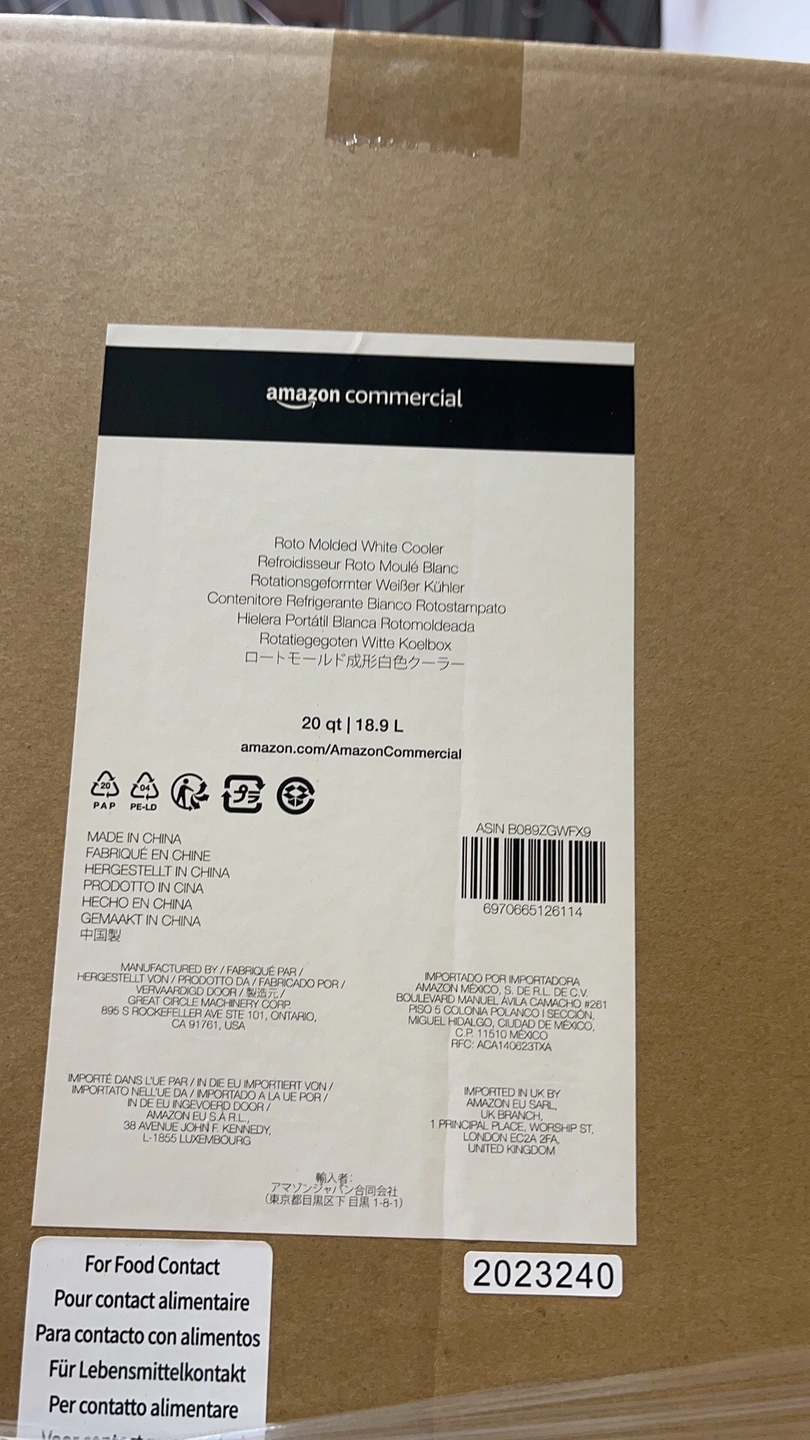 amazon commercial
Roto Molded White Cooler
Refroidisseur Roto Moulé Blanc
Rotationsgeformter Weißer Kühler
Contenitore Refrigerante Bianco Rotostampato
Hielera Portátil Blanca Rotomoldeada
Rotatiegegoten Witte Koelbox
ロートモールド成形白色クーラー
20 qt | 18.9 L
amazon.com/AmazonCommercial
20
PAP
04
PE-LD
プラ
MADE IN CHINA
FABRIQUÉ EN CHINE
HERGESTELLT IN CHINA
PRODOTTO IN CINA
HECHO EN CHINA
GEMAAKT IN CHINA
中国製
ASIN B089ZGWFX9
6970665126114
MANUFACTURED BY / FABRIQUÉ PAR /
HERGESTELLT VON / PRODOTTO DA / FABRICADO POR /
VERVAARDIGD DOOR / 製造元 /
GREAT CIRCLE MACHINERY CORP.
895 S ROCKEFELLER AVE STE 101, ONTARIO,
CA 91761, USA
IMPORTADO POR IMPORTADORA
AMAZON MÉXICO, S. DE R.L. DE C.V.
BOULEVARD MANUEL ÁVILA CAMACHO #261
PISO 5 COLONIA POLANCO I SECCIÓN,
MIGUEL HIDALGO, CIUDAD DE MÉXICO,
C.P. 11510 MÉXICO
RFC: ACA140623TXA
IMPORTÉ DANS L'UE PAR / IN DIE EU IMPORTIERT VON /
IMPORTATO NELL'UE DA / IMPORTADO A LA UE POR /
IN DE EU INGEVOERD DOOR /
AMAZON EU S.À R.L.,
38 AVENUE JOHN F. KENNEDY,
L-1855 LUXEMBOURG
IMPORTED IN UK BY
AMAZON EU SARL,
UK BRANCH,
1 PRINCIPAL PLACE, WORSHIP ST,
LONDON EC2A 2FA,
UNITED KINGDOM
輸入者:
アマゾンジャパン合同会社
(東京都目黒区下目黒 1-8-1)
For Food Contact
Pour contact alimentaire
Para contacto con alimentos
Für Lebensmittelkontakt
Per contatto alimentare
2023240